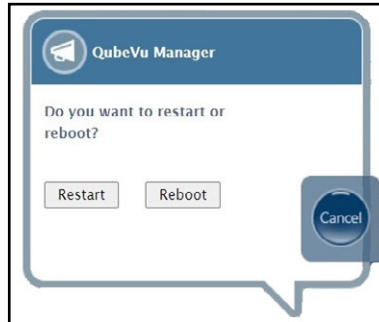 QubeVu Manager
Do you want to restart or
reboot?
Restart Reboot
Cancel